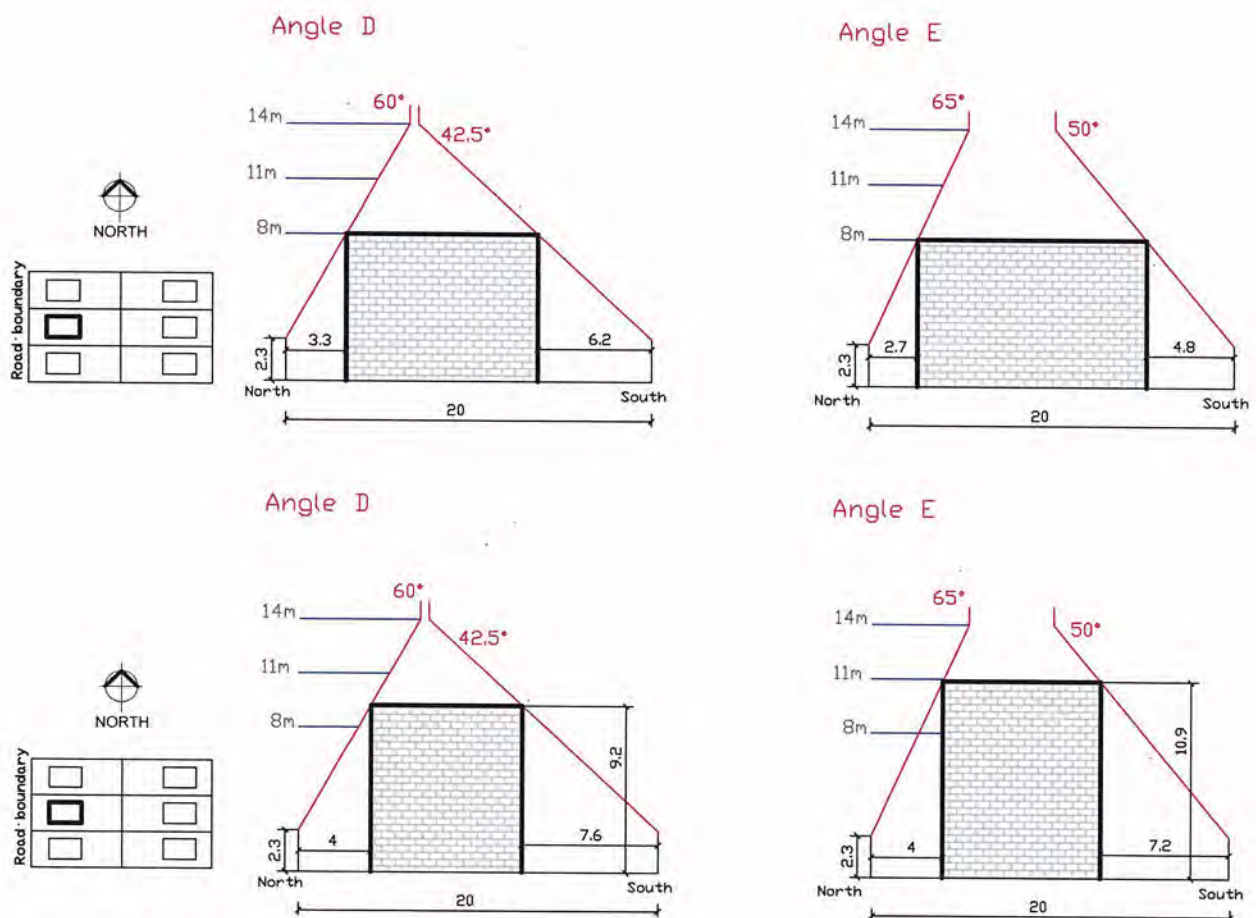 Angle D
60°
14m
42.5°
11m
8m
NORTH
Road boundary
2.3
3.3
6.2
North
South
20
Angle E
65°
14m
50°
11m
8m
2.3
2.7
4.8
North
South
20
Angle D
60°
14m
42.5°
11m
8m
NORTH
Road boundary
9.2
2.3
4
7.6
North
South
20
Angle E
65°
14m
50°
11m
8m
10.9
2.3
4
7.2
North
South
20